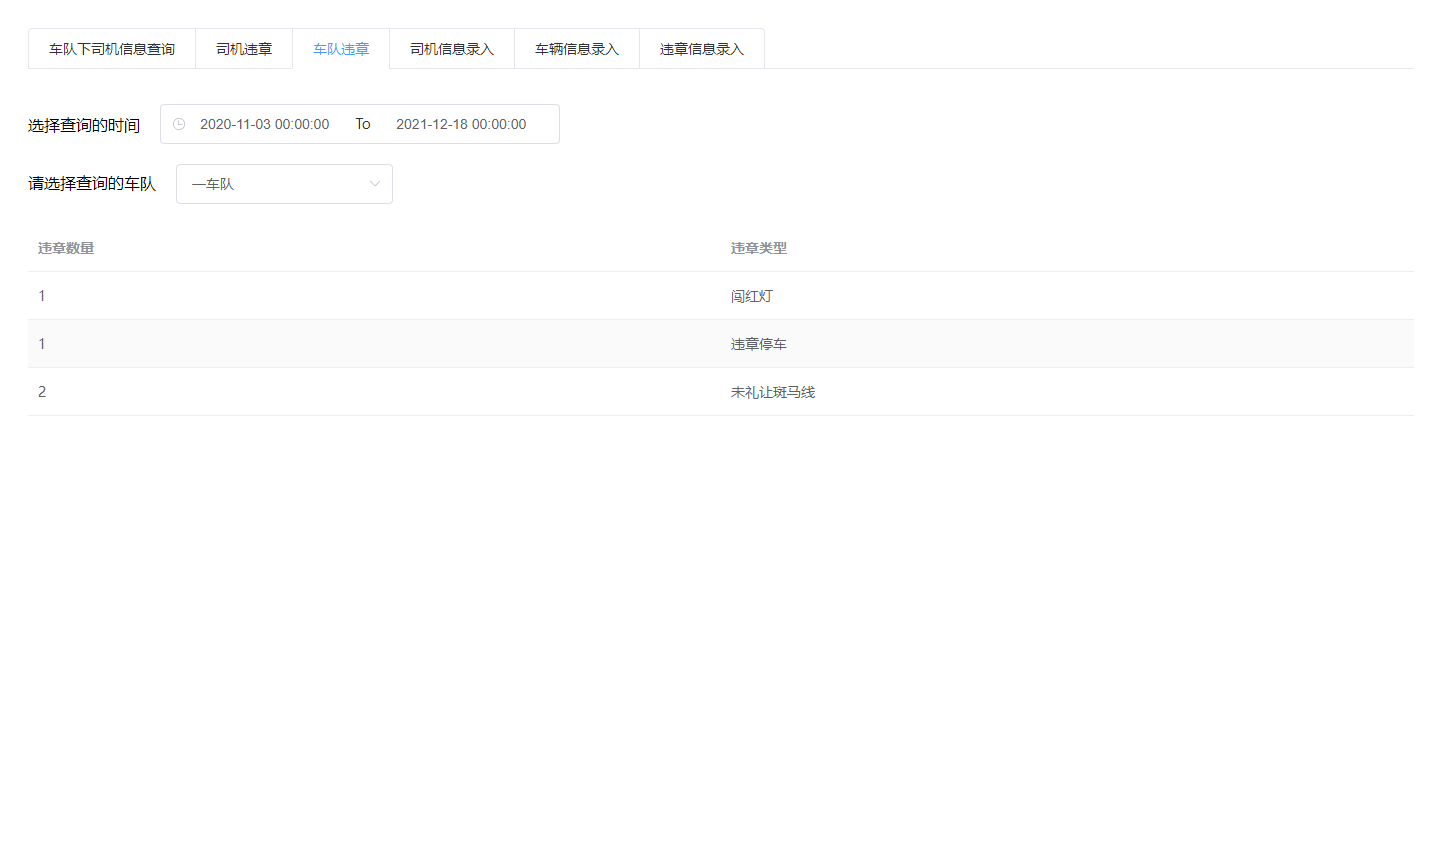 车队下司机信息查询 司机违章 车队违章 司机信息录入 车辆信息录入 违章信息录入
选择查询的时间 2020-11-03 00:00:00 To 2021-12-18 00:00:00
请选择查询的车队 一车队
违章数量 违章类型
1 闯红灯
1 违章停车
2 未礼让斑马线